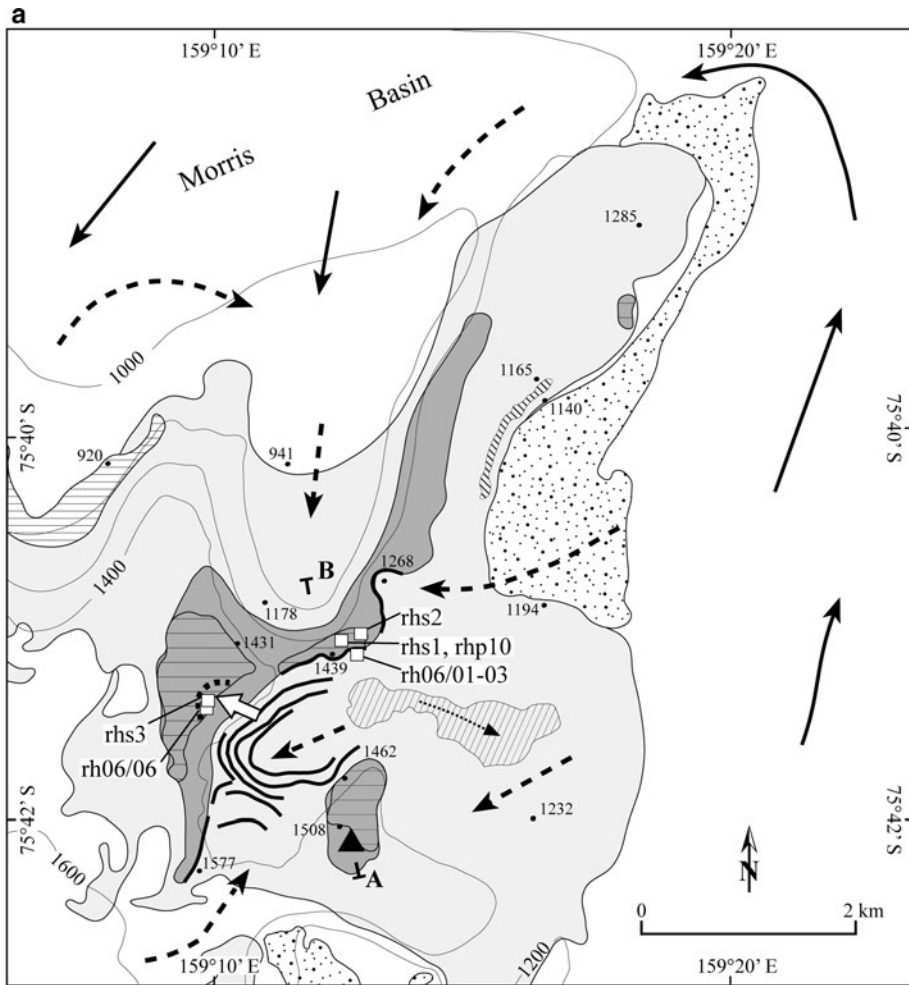 a
159°10' E
159°20' E
Basin
Morris
1285
1000
1165
1140
75°40' S
75°40' S
920
941
1400
1268
B
1178
1194
rhs2
1431
rhs1, rhp10
1439
rh06/01-03
rhs3
rh06/06
1462
1232
75°42' S
75°42' S
1508
1600
1577
A
N
0
2 km
1200
159°10' E
159°20' E